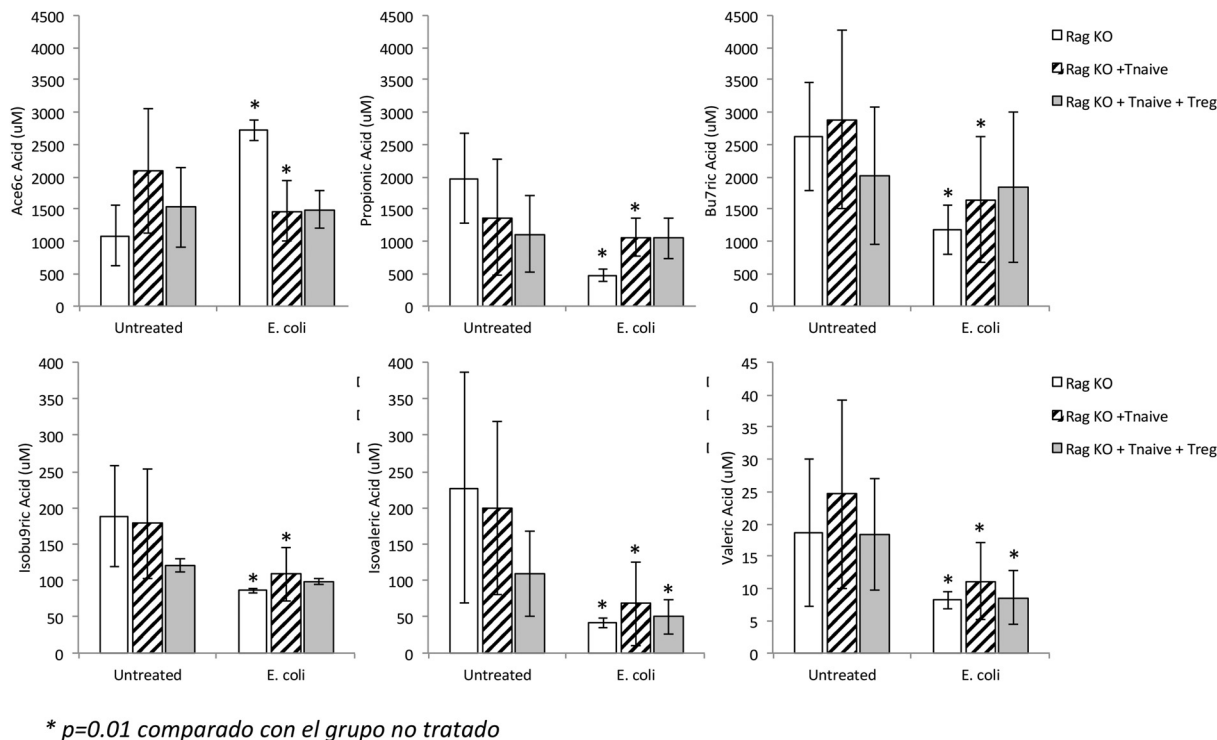 4500
4000
3500
3000
2500
2000
1500
1000
500
0
Ace6c Acid (uM)
*
*
Untreated
E. coli
4500
4000
3500
3000
2500
2000
1500
1000
500
0
Propionic Acid (uM)
*
*
Untreated
E. coli
4500
4000
3500
3000
2500
2000
1500
1000
500
0
Bu7ric Acid (uM)
*
*
Untreated
E. coli
Rag KO
Rag KO +Tnaive
Rag KO + Tnaive + Treg
400
350
300
250
200
150
100
50
0
Isobu9ric Acid (uM)
*
*
Untreated
E. coli
400
350
300
250
200
150
100
50
0
Isovaleric Acid (uM)
*
*
*
Untreated
E. coli
45
40
35
30
25
20
15
10
5
0
Valeric Acid (uM)
*
*
*
Untreated
E. coli
Rag KO
Rag KO +Tnaive
Rag KO + Tnaive + Treg
* p=0.01 comparado con el grupo no tratado